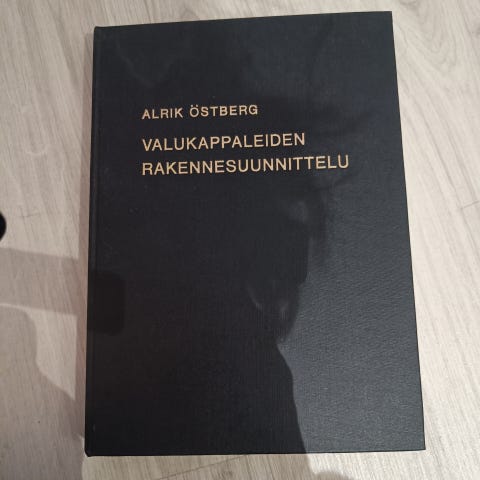 ALRIK ÖSTBERG
VALUKAPPALEIDEN
RAKENNESUUNNITTELU